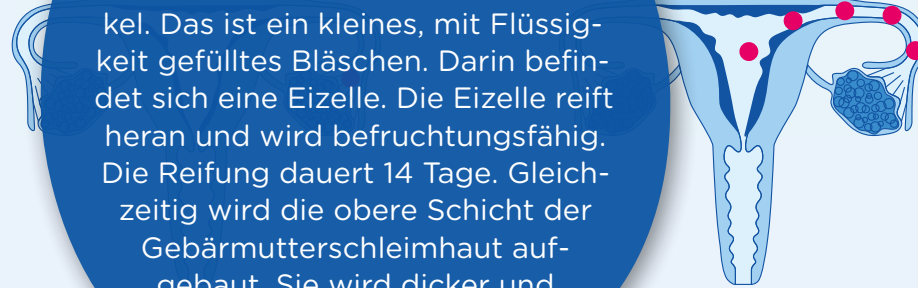 kel. Das ist ein kleines, mit Flüssig-
keit gefülltes Bläschen. Darin befin-
det sich eine Eizelle. Die Eizelle reift
heran und wird befruchtungsfähig.
Die Reifung dauert 14 Tage. Gleich-
zeitig wird die obere Schicht der
Gebärmutterschleimhaut auf-
gebaut. Sie wird dicker und